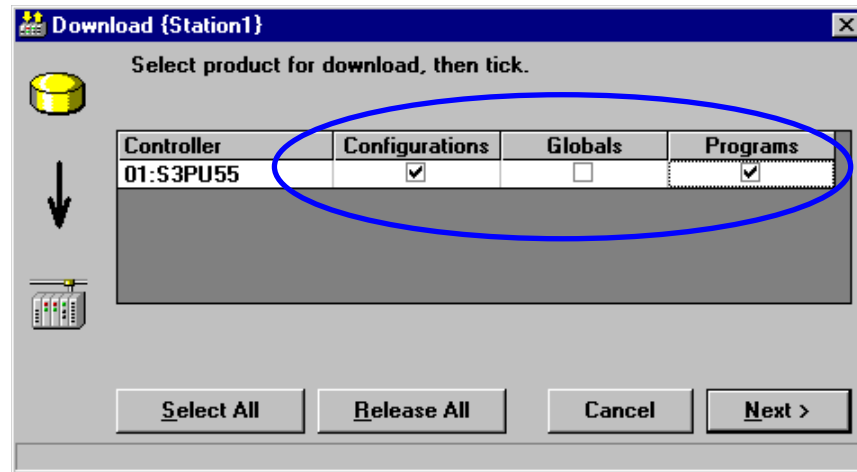 Download {Station1}
Select product for download, then tick.
Controller Configurations Globals Programs
01:S3PU55
Select All Release All Cancel Next >